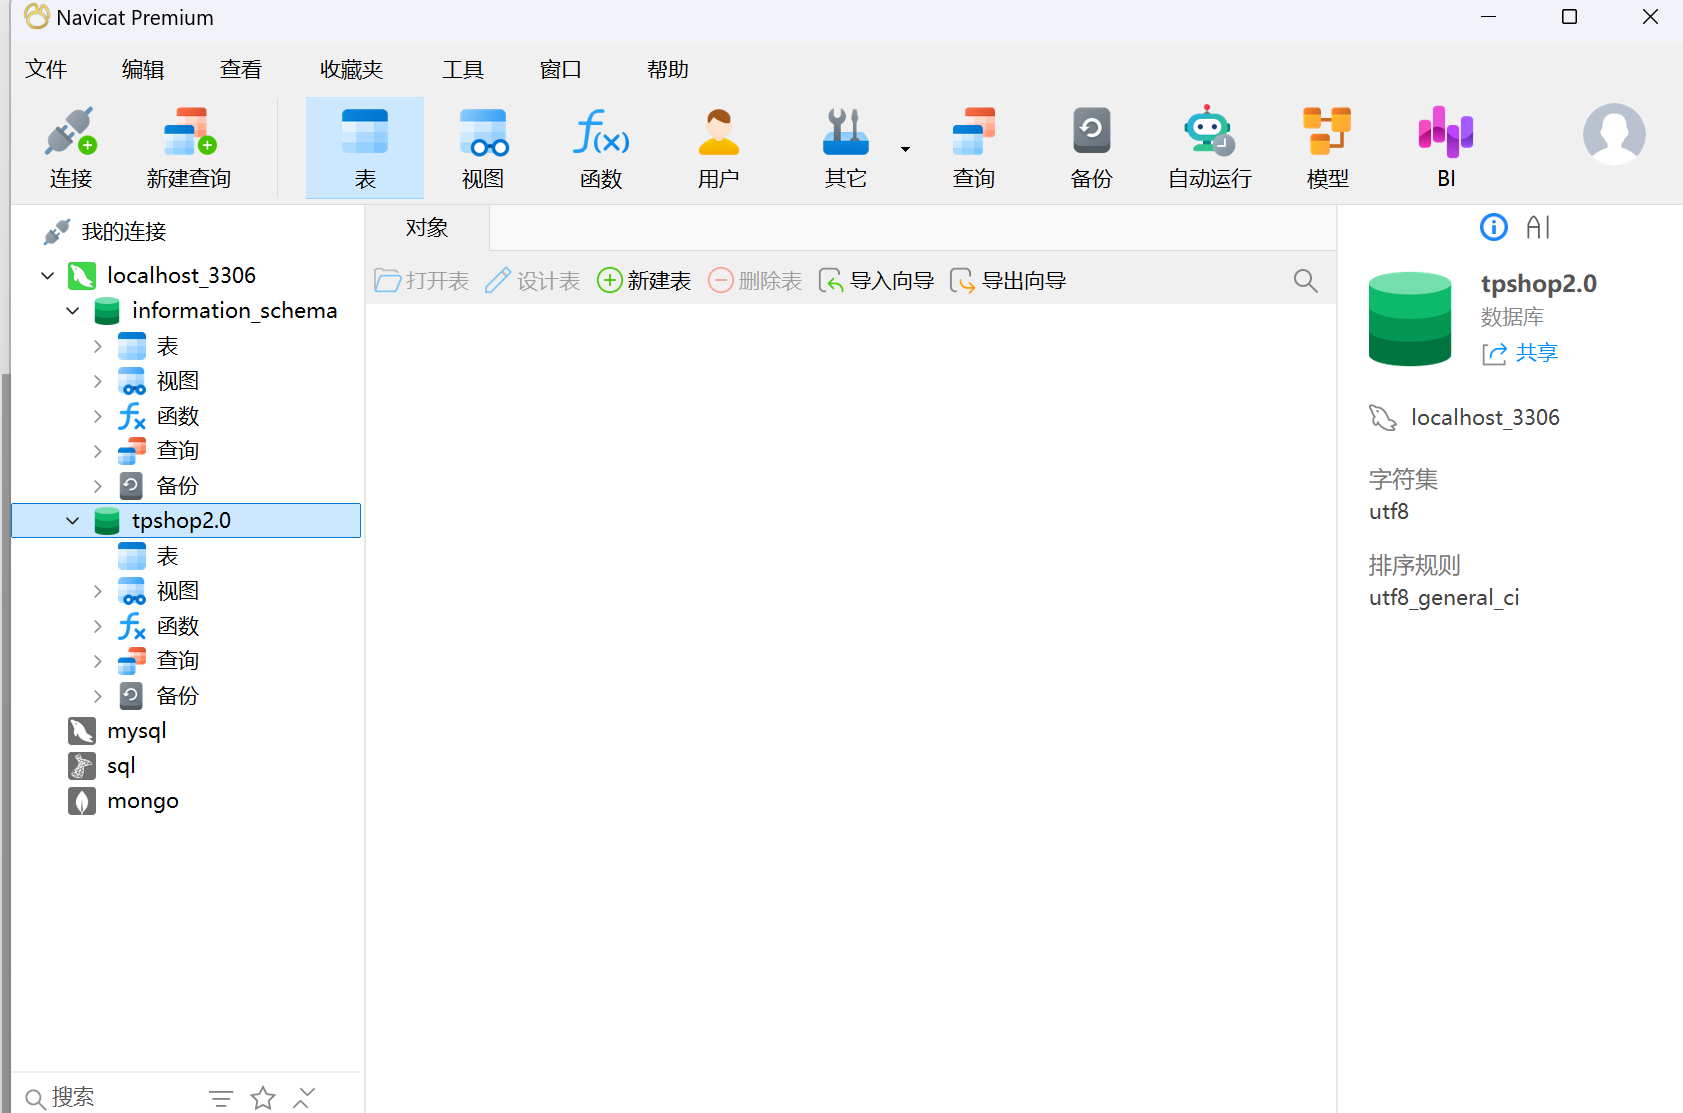 Navicat Premium
文件 编辑 查看 收藏夹 工具 窗口 帮助
连接 新建查询 表 视图 函数 用户 其它 查询 备份 自动运行 模型 BI
我的连接
localhost_3306
information_schema
表
视图
函数
查询
备份
tpshop2.0
表
视图
函数
查询
备份
mysql
sql
mongo
搜索
对象
打开表 设计表 新建表 删除表 导入向导 导出向导
AI
tpshop2.0
数据库
共享
localhost_3306
字符集
utf8
排序规则
utf8_general_ci